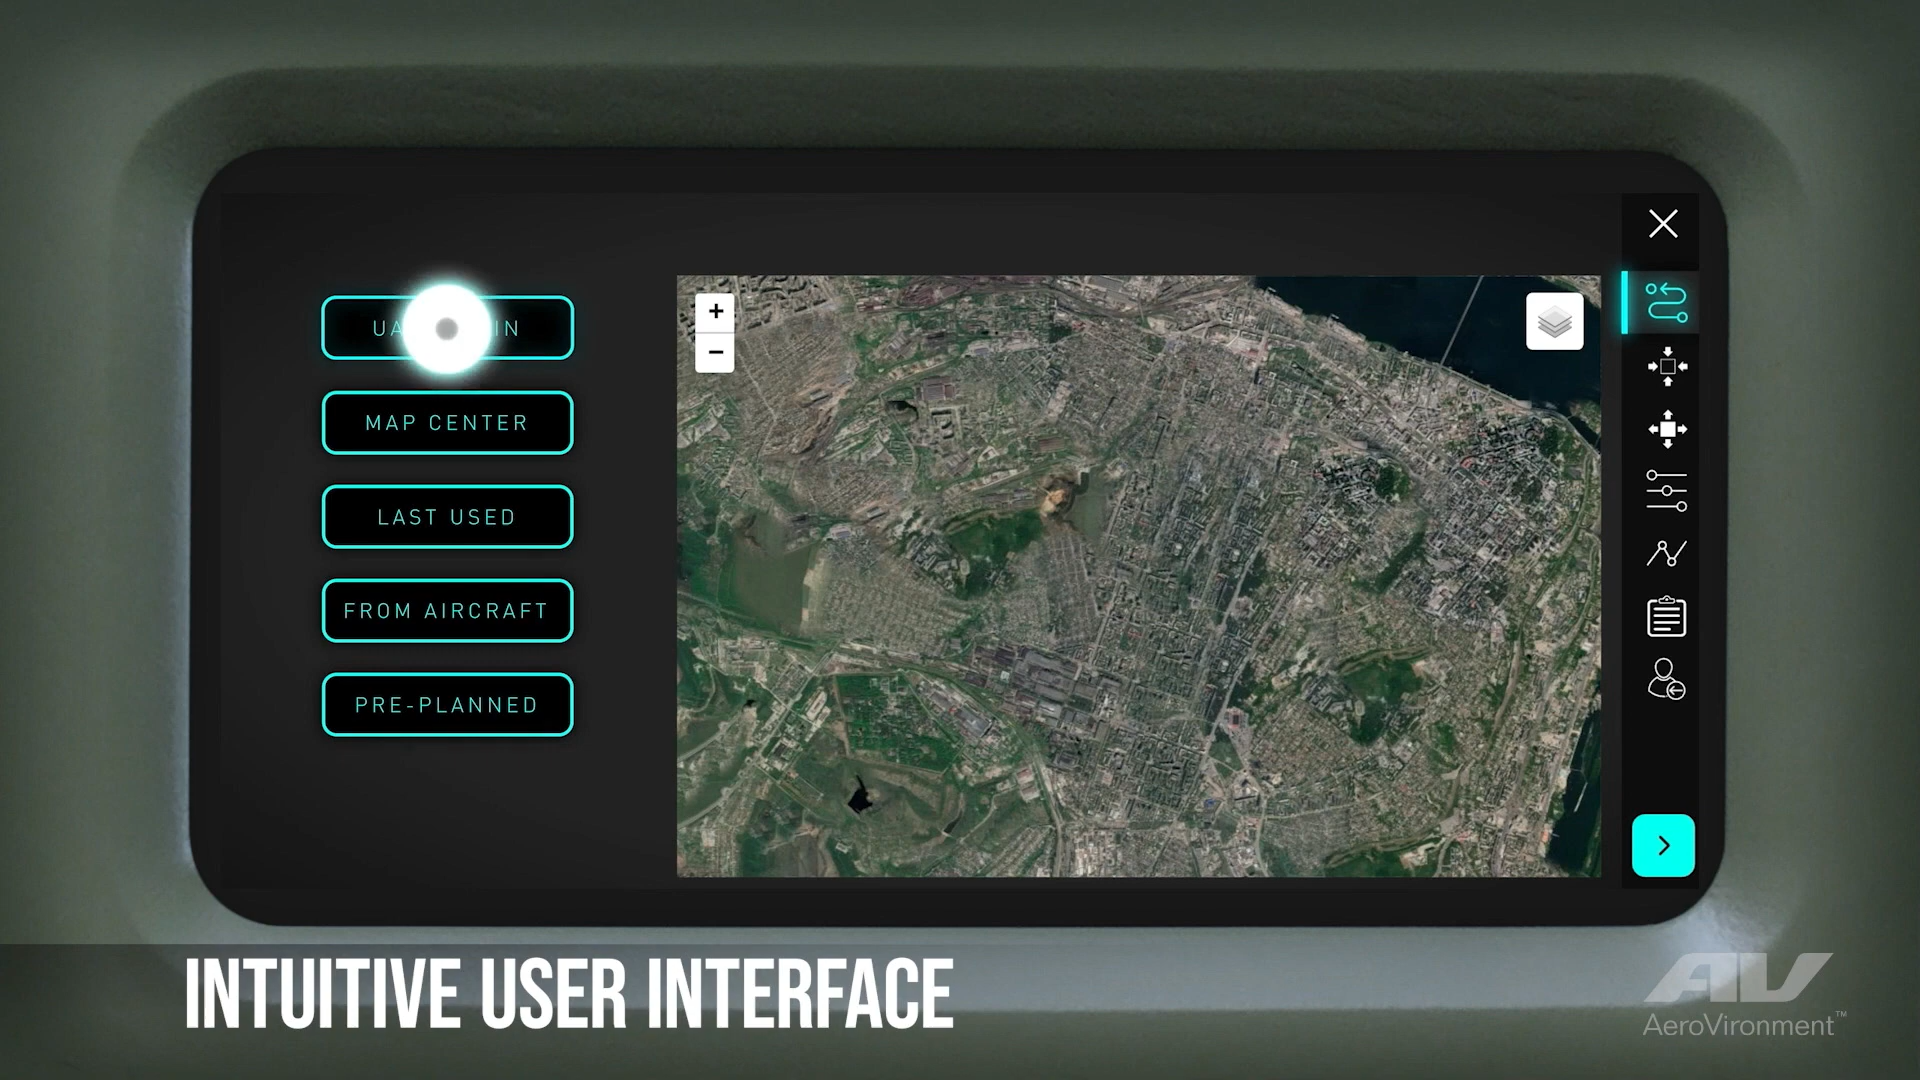 MAP CENTER
LAST USED
FROM AIRCRAFT
PRE-PLANNED
+
-
INTUITIVE USER INTERFACE
AV
AeroVironment™